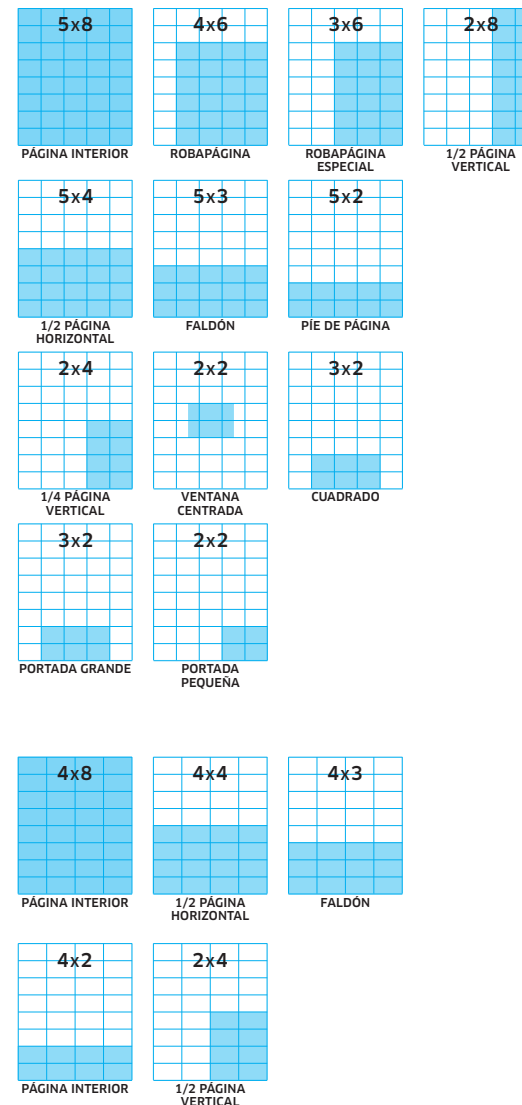 5x8
PÁGINA INTERIOR
4x6
ROBAPÁGINA
3x6
ROBAPÁGINA
ESPECIAL
2x8
1/2 PÁGINA
VERTICAL
5x4
1/2 PÁGINA
HORIZONTAL
5x3
FALDÓN
5x2
PÍE DE PÁGINA
2x4
1/4 PÁGINA
VERTICAL
2x2
VENTANA
CENTRADA
3x2
CUADRADO
3x2
PORTADA GRANDE
2x2
PORTADA
PEQUEÑA
4x8
PÁGINA INTERIOR
4x4
1/2 PÁGINA
HORIZONTAL
4x3
FALDÓN
4x2
PÁGINA INTERIOR
2x4
1/2 PÁGINA
VERTICAL